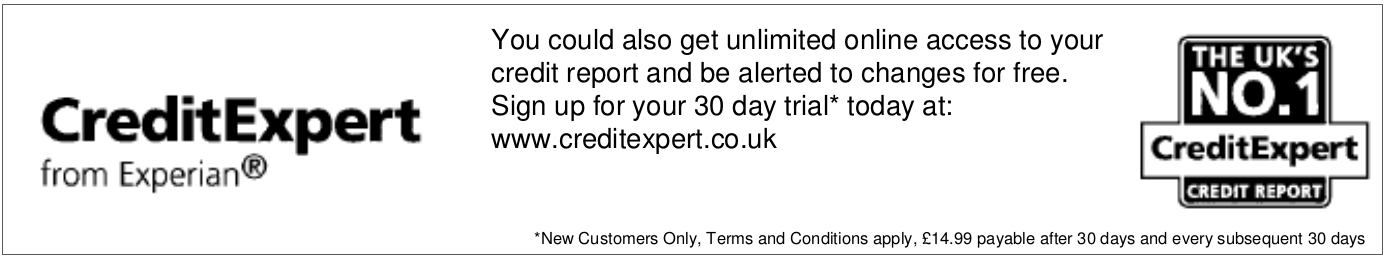 CreditExpert
from Experian®
You could also get unlimited online access to your
credit report and be alerted to changes for free.
Sign up for your 30 day trial* today at:
www.creditexpert.co.uk
THE UK'S
NO.1
CreditExpert
CREDIT REPORT
*New Customers Only, Terms and Conditions apply, £14.99 payable after 30 days and every subsequent 30 days